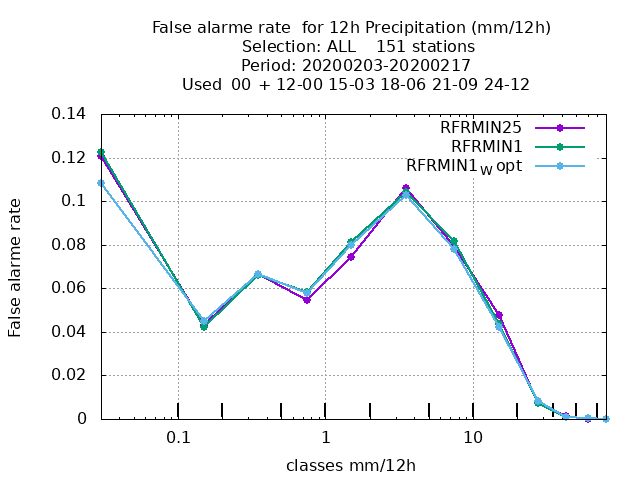 False alarme rate  for 12h Precipitation (mm/12h)
Selection: ALL    151 stations
Period: 20200203-20200217
Used  00 + 12-00 15-03 18-06 21-09 24-12
RFRMIN25
RFRMIN1
RFRMIN1W opt
False alarme rate
0.14
0.12
0.1
0.08
0.06
0.04
0.02
0
0.1 1 10
classes mm/12h